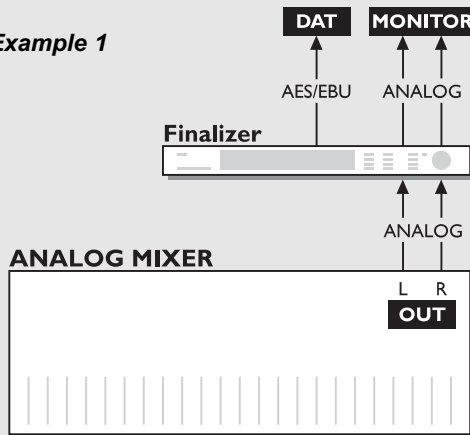 Example 1
DAT MONITOR
AES/EBU ANALOG
Finalizer
ANALOG
ANALOG MIXER
L R
OUT